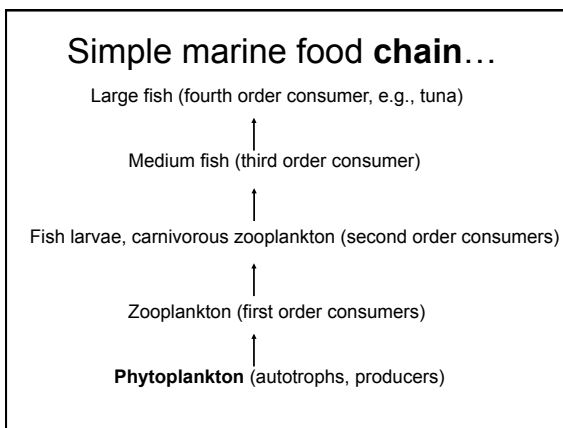 Simple marine food chain…
Large fish (fourth order consumer, e.g., tuna)
Medium fish (third order consumer)
Fish larvae, carnivorous zooplankton (second order consumers)
Zooplankton (first order consumers)
Phytoplankton (autotrophs, producers)